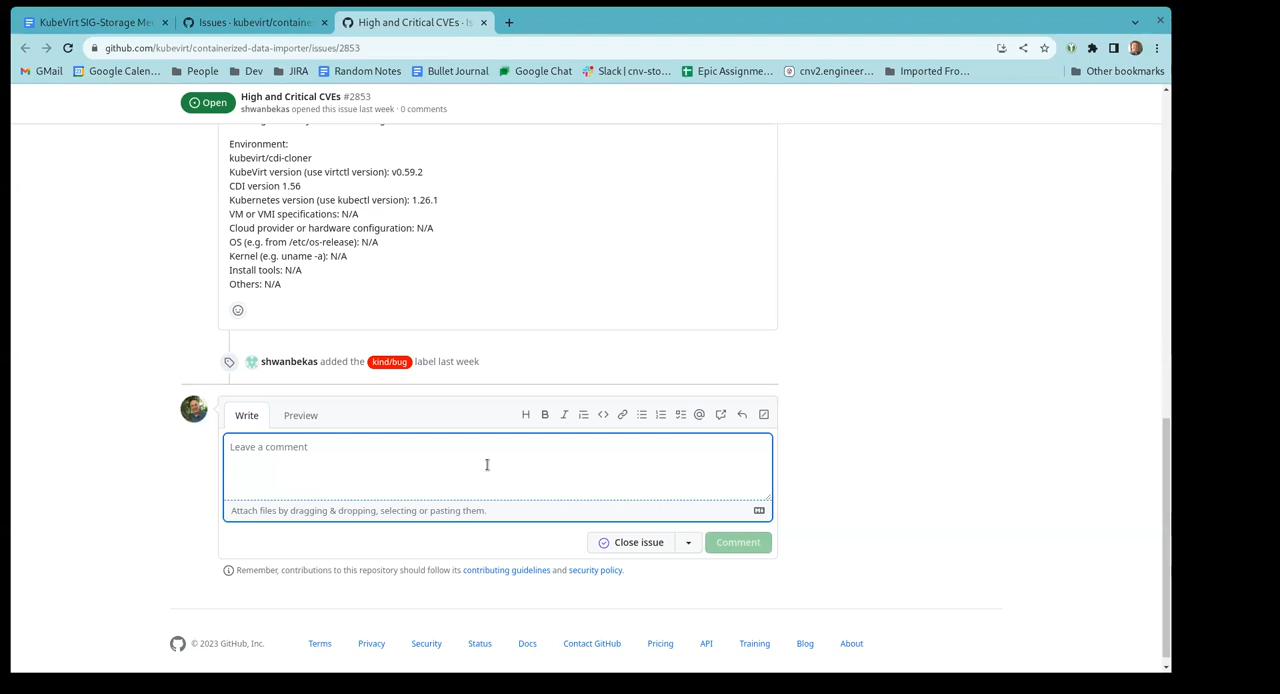 KubeVirt SIG-Storage Me
Issues · kubevirt/containe
High and Critical CVEs · Is
github.com/kubevirt/containerized-data-importer/issues/2853
GMail
Google Calen...
People
Dev
JIRA
Random Notes
Bullet Journal
Google Chat
Slack | cnv-sto...
Epic Assignme...
cnv2.engineer...
Imported Fro...
Other bookmarks
Open
High and Critical CVEs #2853
shwanbekas opened this issue last week · 0 comments
Environment:
kubevirt/cdi-cloner
KubeVirt version (use virtctl version): v0.59.2
CDI version 1.56
Kubernetes version (use kubectl version): 1.26.1
VM or VMI specifications: N/A
Cloud provider or hardware configuration: N/A
OS (e.g. from /etc/os-release): N/A
Kernel (e.g. uname -a): N/A
Install tools: N/A
Others: N/A
shwanbekas added the kind/bug label last week
Write
Preview
Leave a comment
Attach files by dragging & dropping, selecting or pasting them.
Close issue
Comment
Remember, contributions to this repository should follow its contributing guidelines and security policy.
© 2023 GitHub, Inc.
Terms
Privacy
Security
Status
Docs
Contact GitHub
Pricing
API
Training
Blog
About